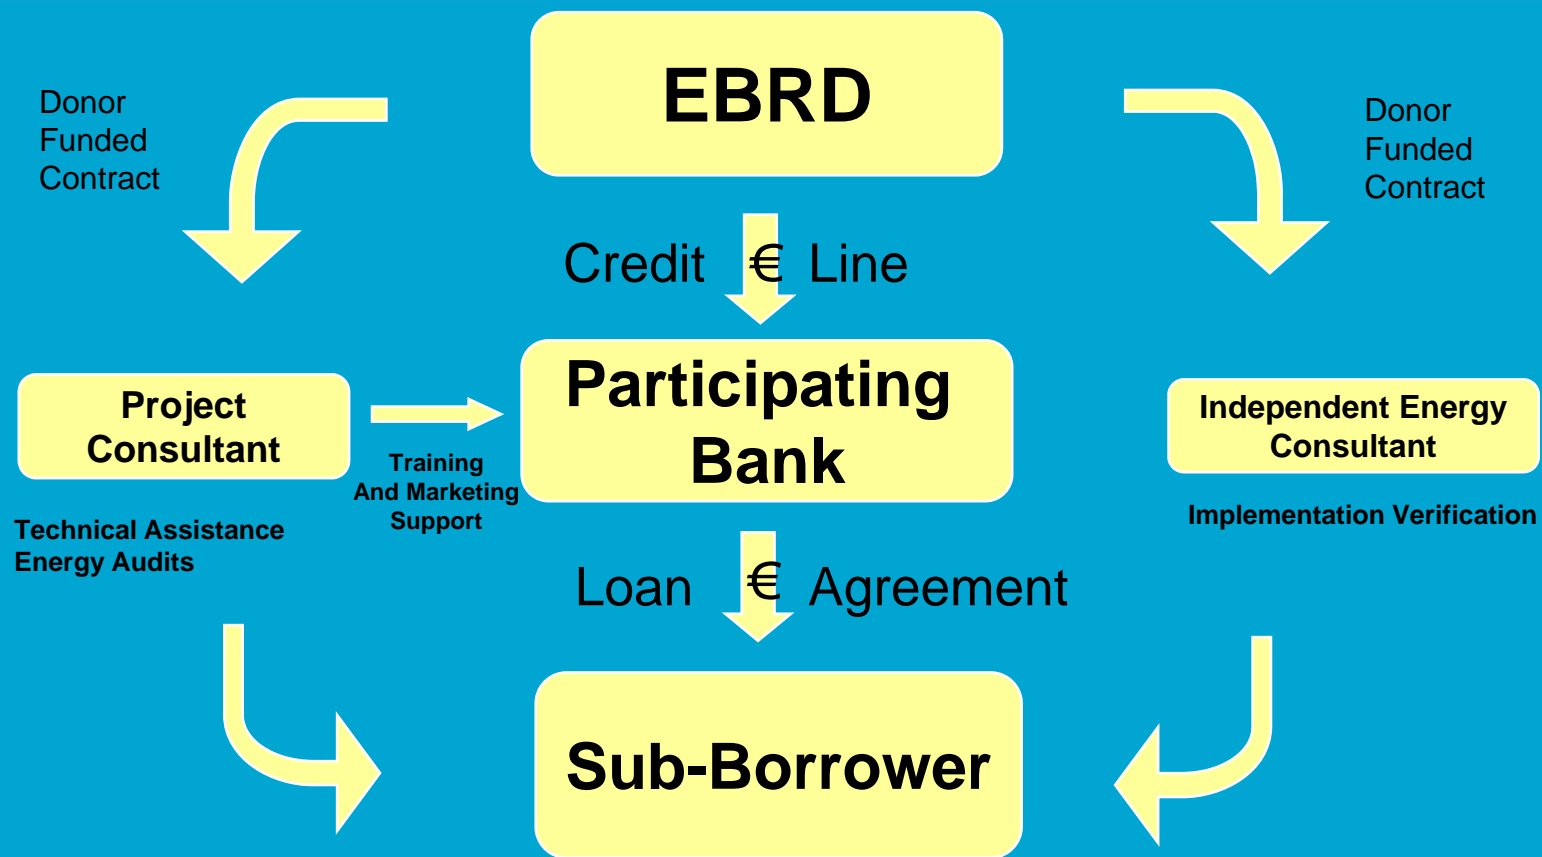 EBRD
Donor
Funded
Contract
Donor
Funded
Contract
Credit € Line
Participating
Bank
Project
Consultant
Training
And Marketing
Support
Independent Energy
Consultant
Technical Assistance
Energy Audits
Implementation Verification
Loan € Agreement
Sub-Borrower